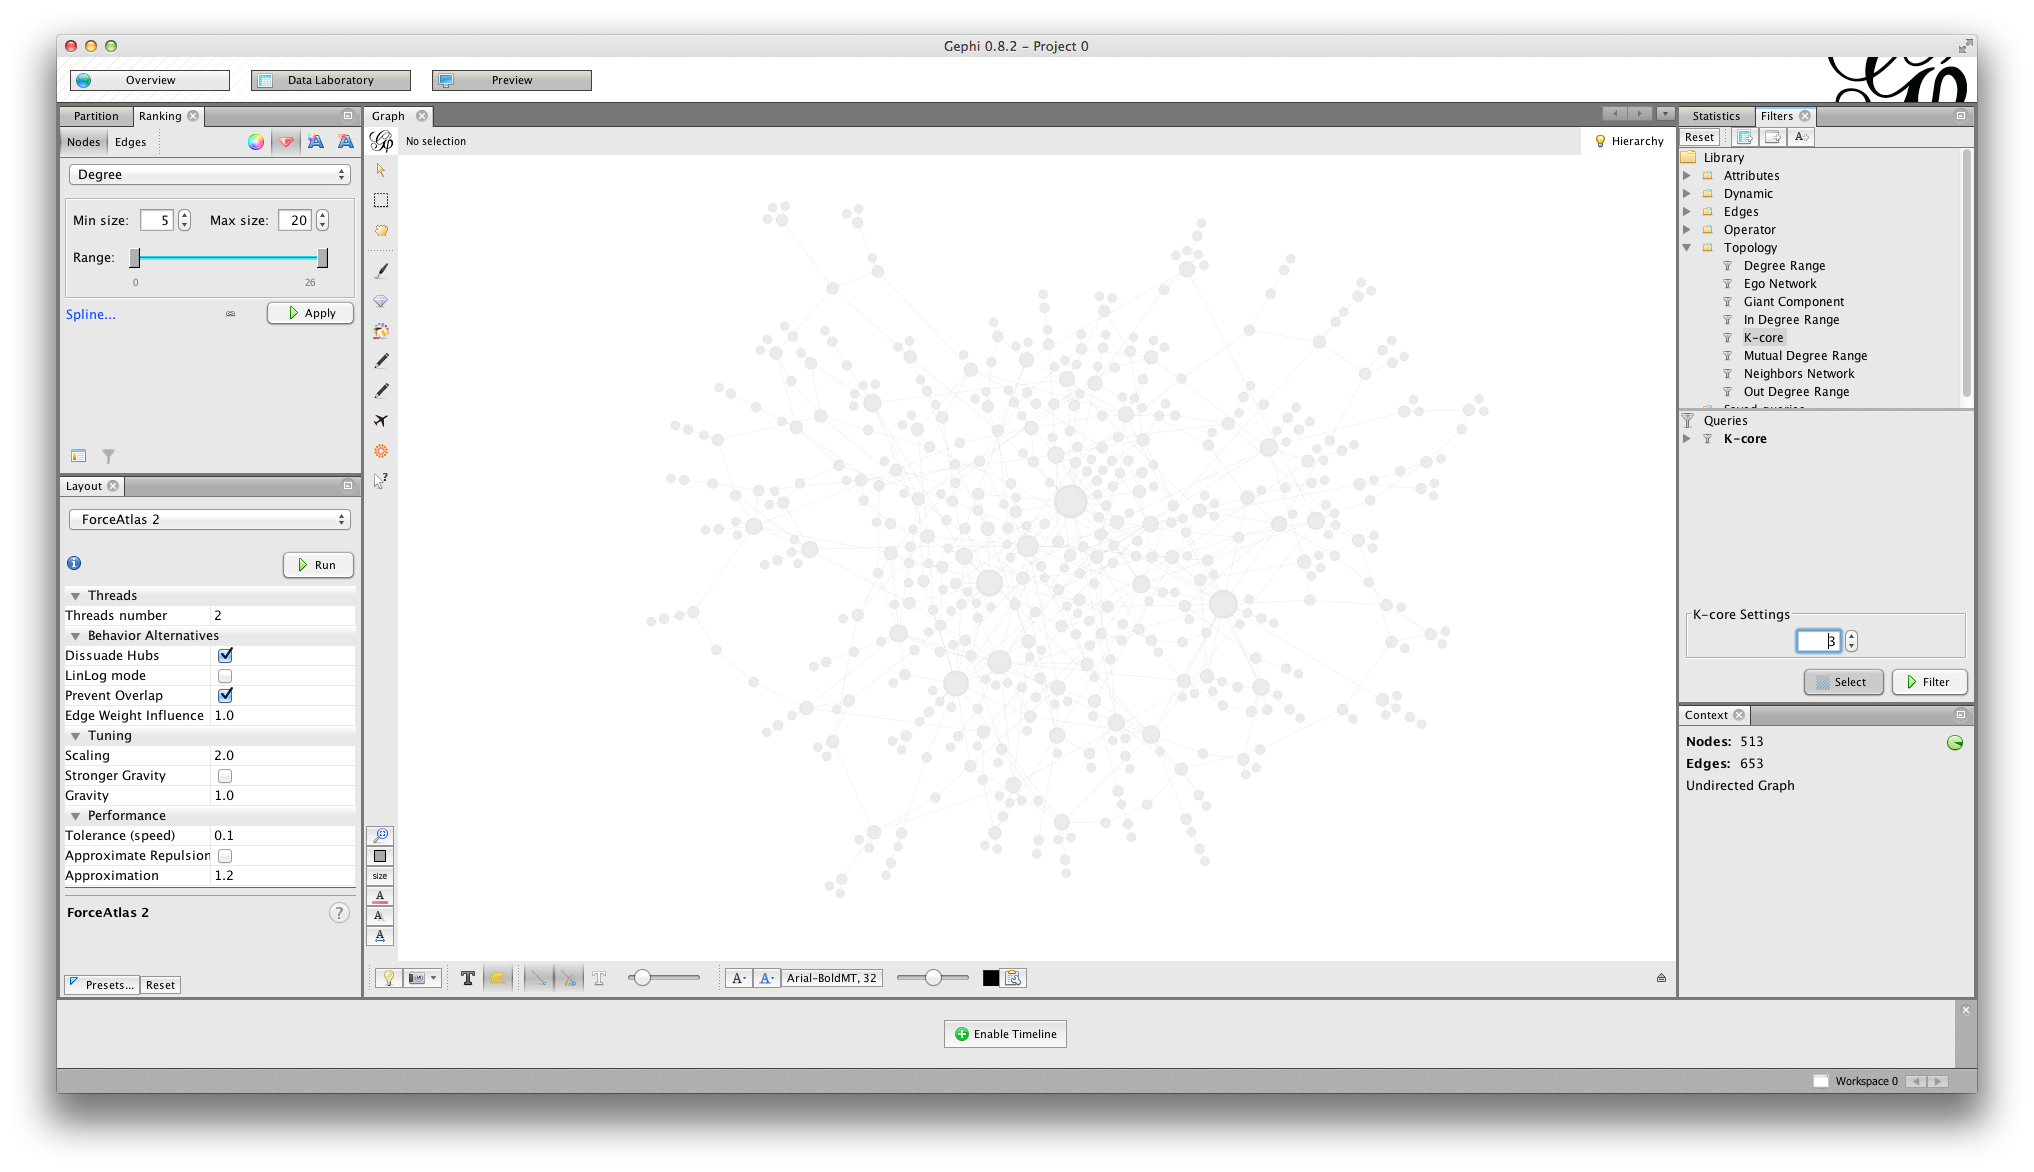 Gephi 0.8.2 – Project 0
Overview
Data Laboratory
Preview
Partition
Ranking
Nodes
Edges
Degree
Min size: 5 Max size: 20
Range:
0 26
Spline...
Apply
Layout
ForceAtlas 2
Run
Threads
Threads number 2
Behavior Alternatives
Dissuade Hubs
LinLog mode
Prevent Overlap
Edge Weight Influence 1.0
Tuning
Scaling 2.0
Stronger Gravity
Gravity 1.0
Performance
Tolerance (speed) 0.1
Approximate Repulsion
Approximation 1.2
ForceAtlas 2
?
Presets...
Reset
Graph
No selection
Hierarchy
size
A
A
A
T
T
A
A
Arial-BoldMT, 32
Statistics
Filters
Reset
Library
Attributes
Dynamic
Edges
Operator
Topology
Degree Range
Ego Network
Giant Component
In Degree Range
K-core
Mutual Degree Range
Neighbors Network
Out Degree Range
Queries
K-core
K-core Settings
3
Select
Filter
Context
Nodes: 513
Edges: 653
Undirected Graph
Enable Timeline
Workspace 0